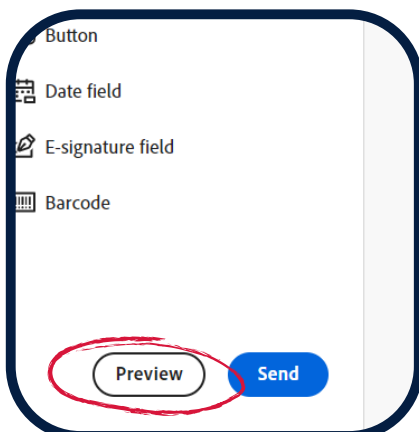 Button
Date field
E-signature field
Barcode
Preview Send